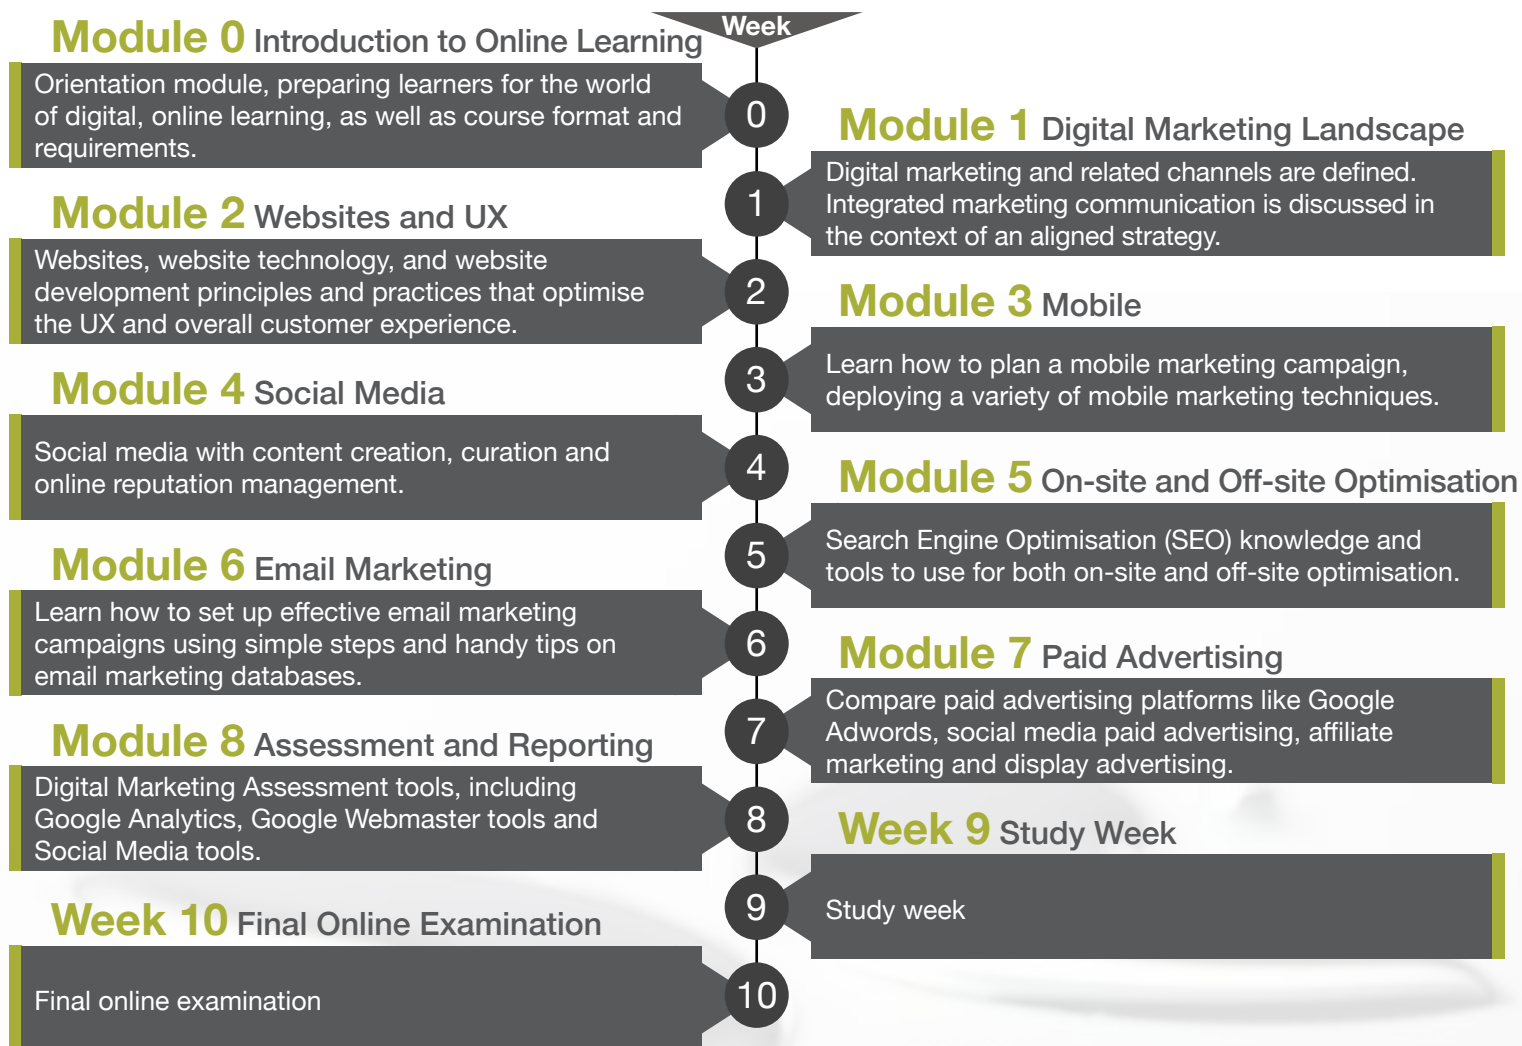 Week
Module 0 Introduction to Online Learning
Orientation module, preparing learners for the world
of digital, online learning, as well as course format and
requirements.
0
Module 1 Digital Marketing Landscape
Digital marketing and related channels are defined.
Integrated marketing communication is discussed in
the context of an aligned strategy.
1
Module 2 Websites and UX
Websites, website technology, and website
development principles and practices that optimise
the UX and overall customer experience.
2
Module 3 Mobile
Learn how to plan a mobile marketing campaign,
deploying a variety of mobile marketing techniques.
3
Module 4 Social Media
Social media with content creation, curation and
online reputation management.
4
Module 5 On-site and Off-site Optimisation
Search Engine Optimisation (SEO) knowledge and
tools to use for both on-site and off-site optimisation.
5
Module 6 Email Marketing
Learn how to set up effective email marketing
campaigns using simple steps and handy tips on
email marketing databases.
6
Module 7 Paid Advertising
Compare paid advertising platforms like Google
Adwords, social media paid advertising, affiliate
marketing and display advertising.
7
Module 8 Assessment and Reporting
Digital Marketing Assessment tools, including
Google Analytics, Google Webmaster tools and
Social Media tools.
8
Week 9 Study Week
Study week
9
Week 10 Final Online Examination
Final online examination
10